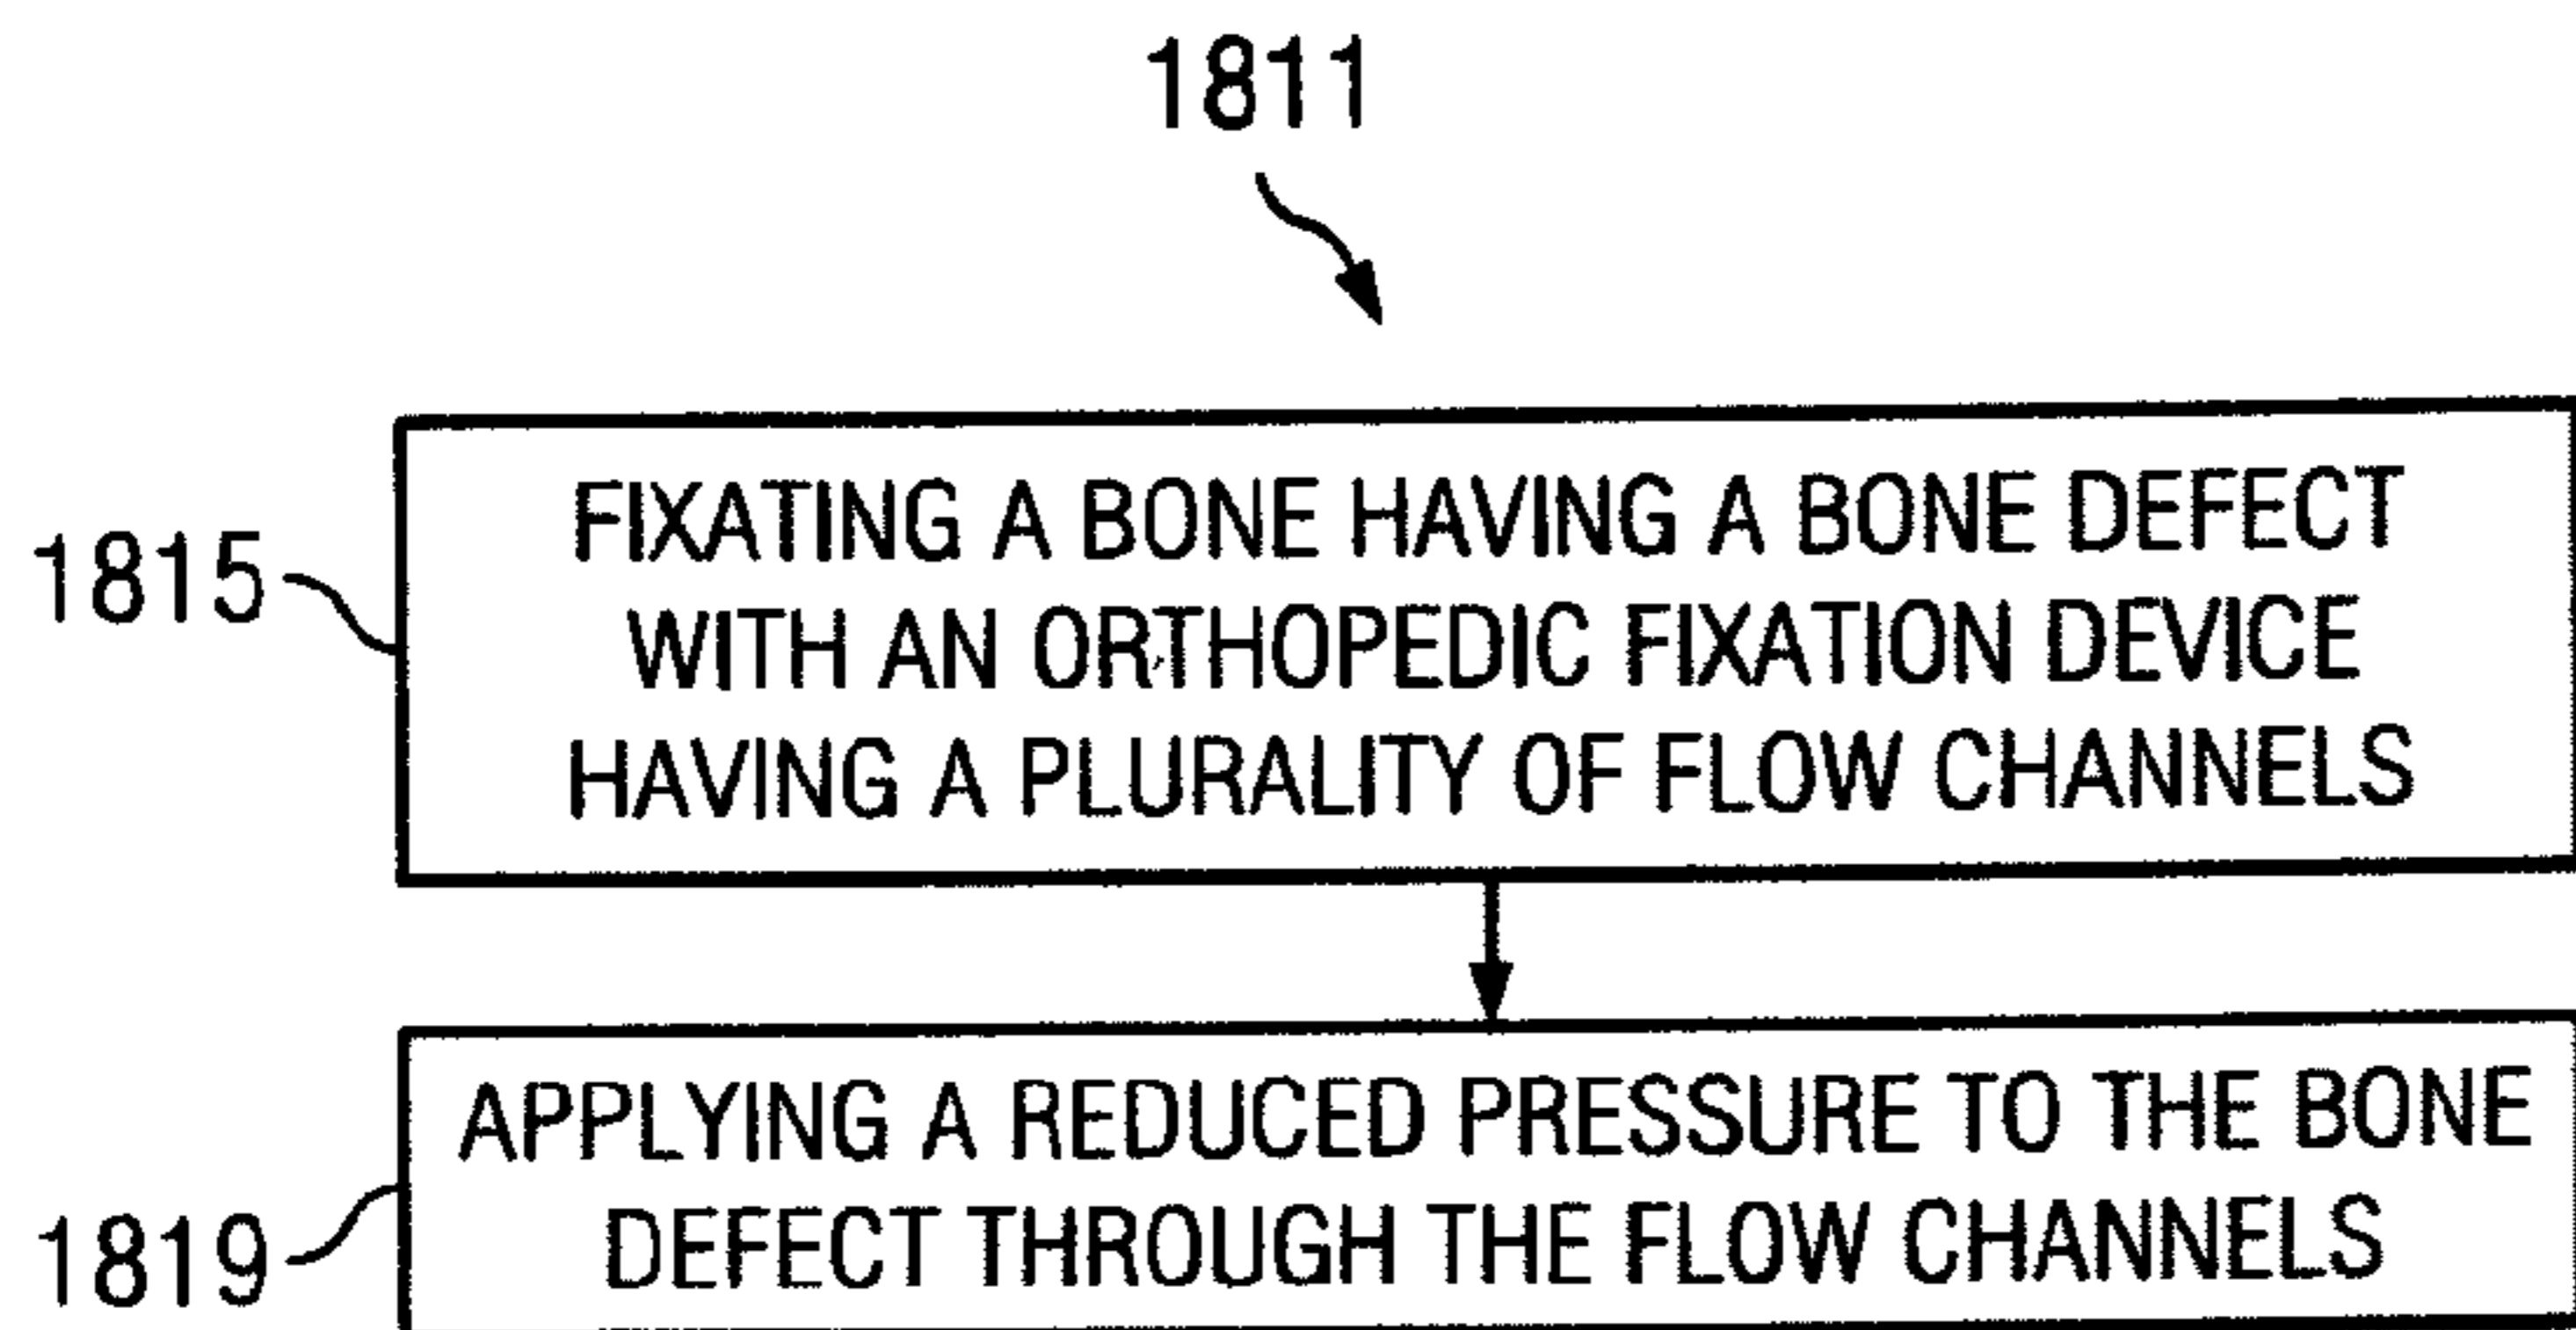 1811
1815
FIXATING A BONE HAVING A BONE DEFECT
WITH AN ORTHOPEDIC FIXATION DEVICE
HAVING A PLURALITY OF FLOW CHANNELS
1819
APPLYING A REDUCED PRESSURE TO THE BONE
DEFECT THROUGH THE FLOW CHANNELS